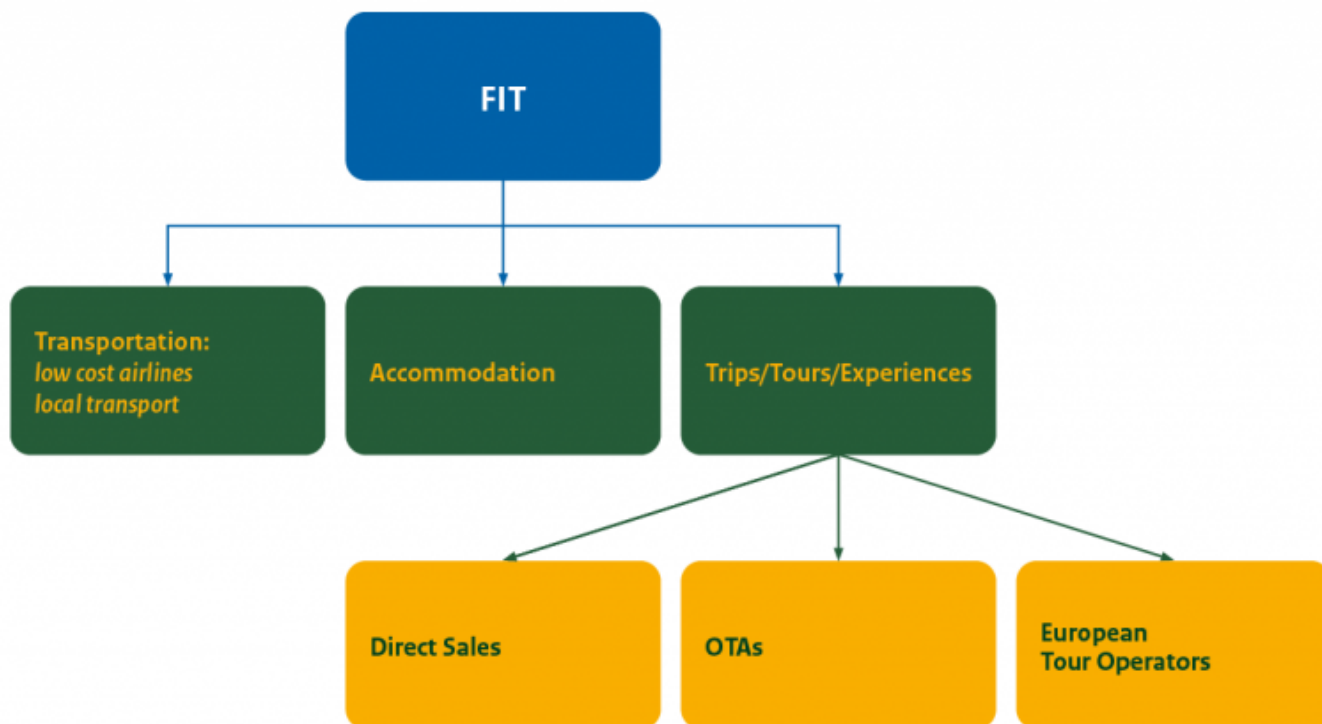 FIT
Transportation:
low cost airlines
local transport
Accommodation
Trips/Tours/Experiences
Direct Sales
OTAs
European
Tour Operators